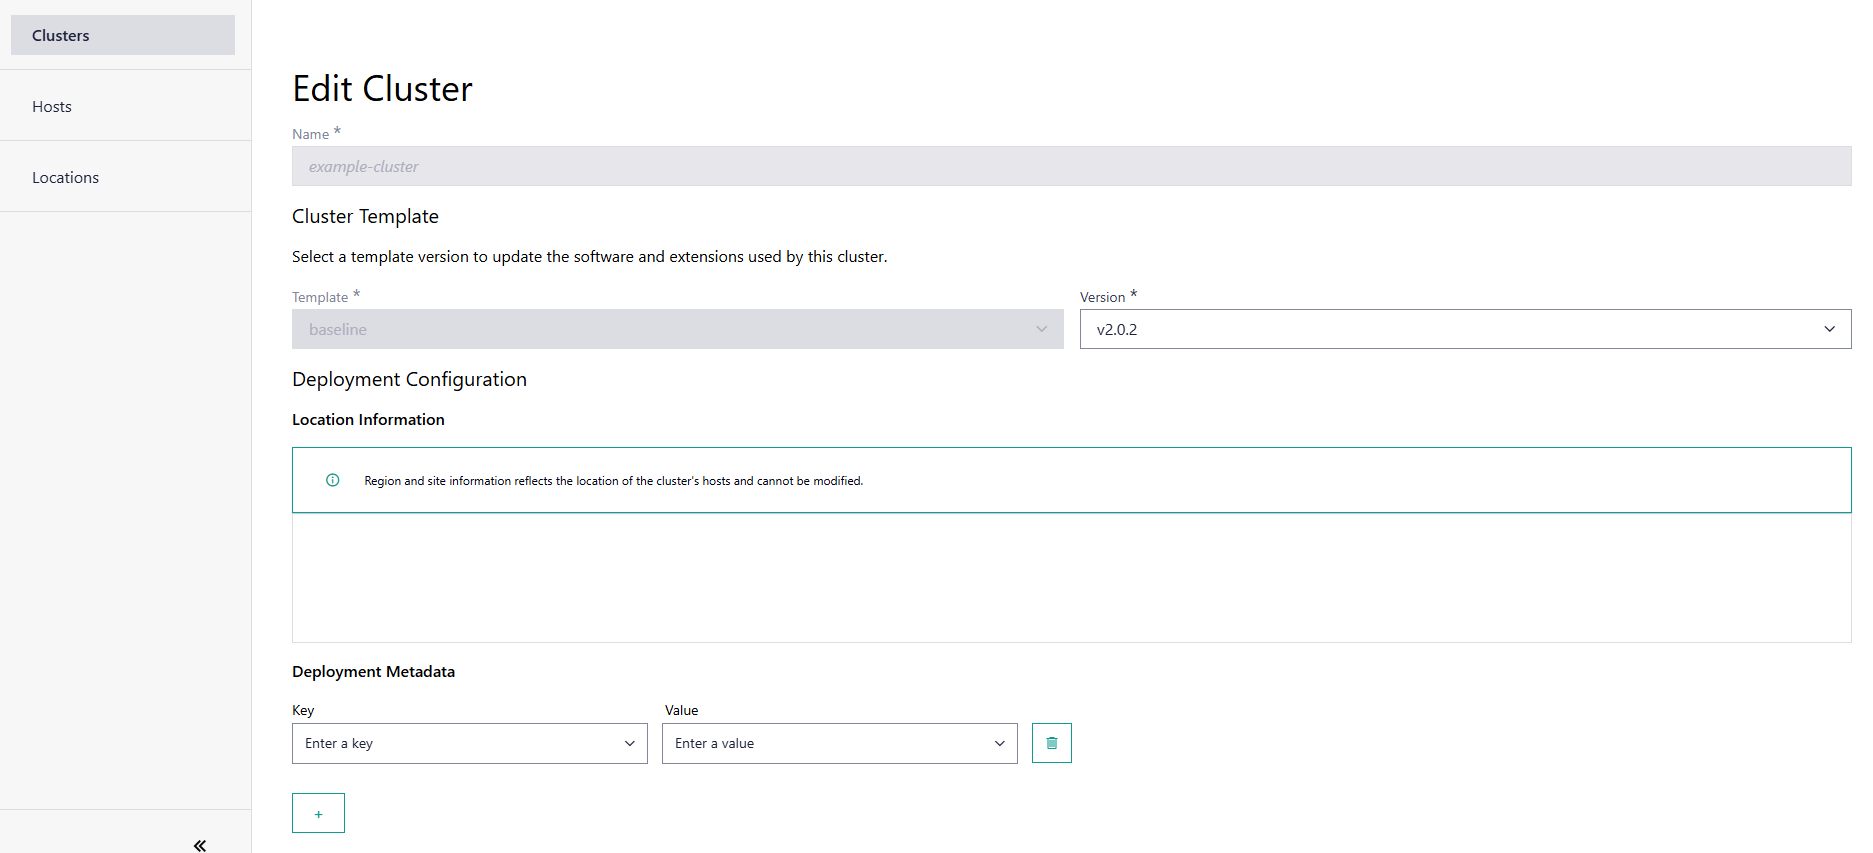 Clusters
Hosts
Locations
Edit Cluster
Name *
example-cluster
Cluster Template
Select a template version to update the software and extensions used by this cluster.
Template *
Version *
baseline
v2.0.2
Deployment Configuration
Location Information
Region and site information reflects the location of the cluster's hosts and cannot be modified.
Deployment Metadata
Key
Value
Enter a key
Enter a value
+